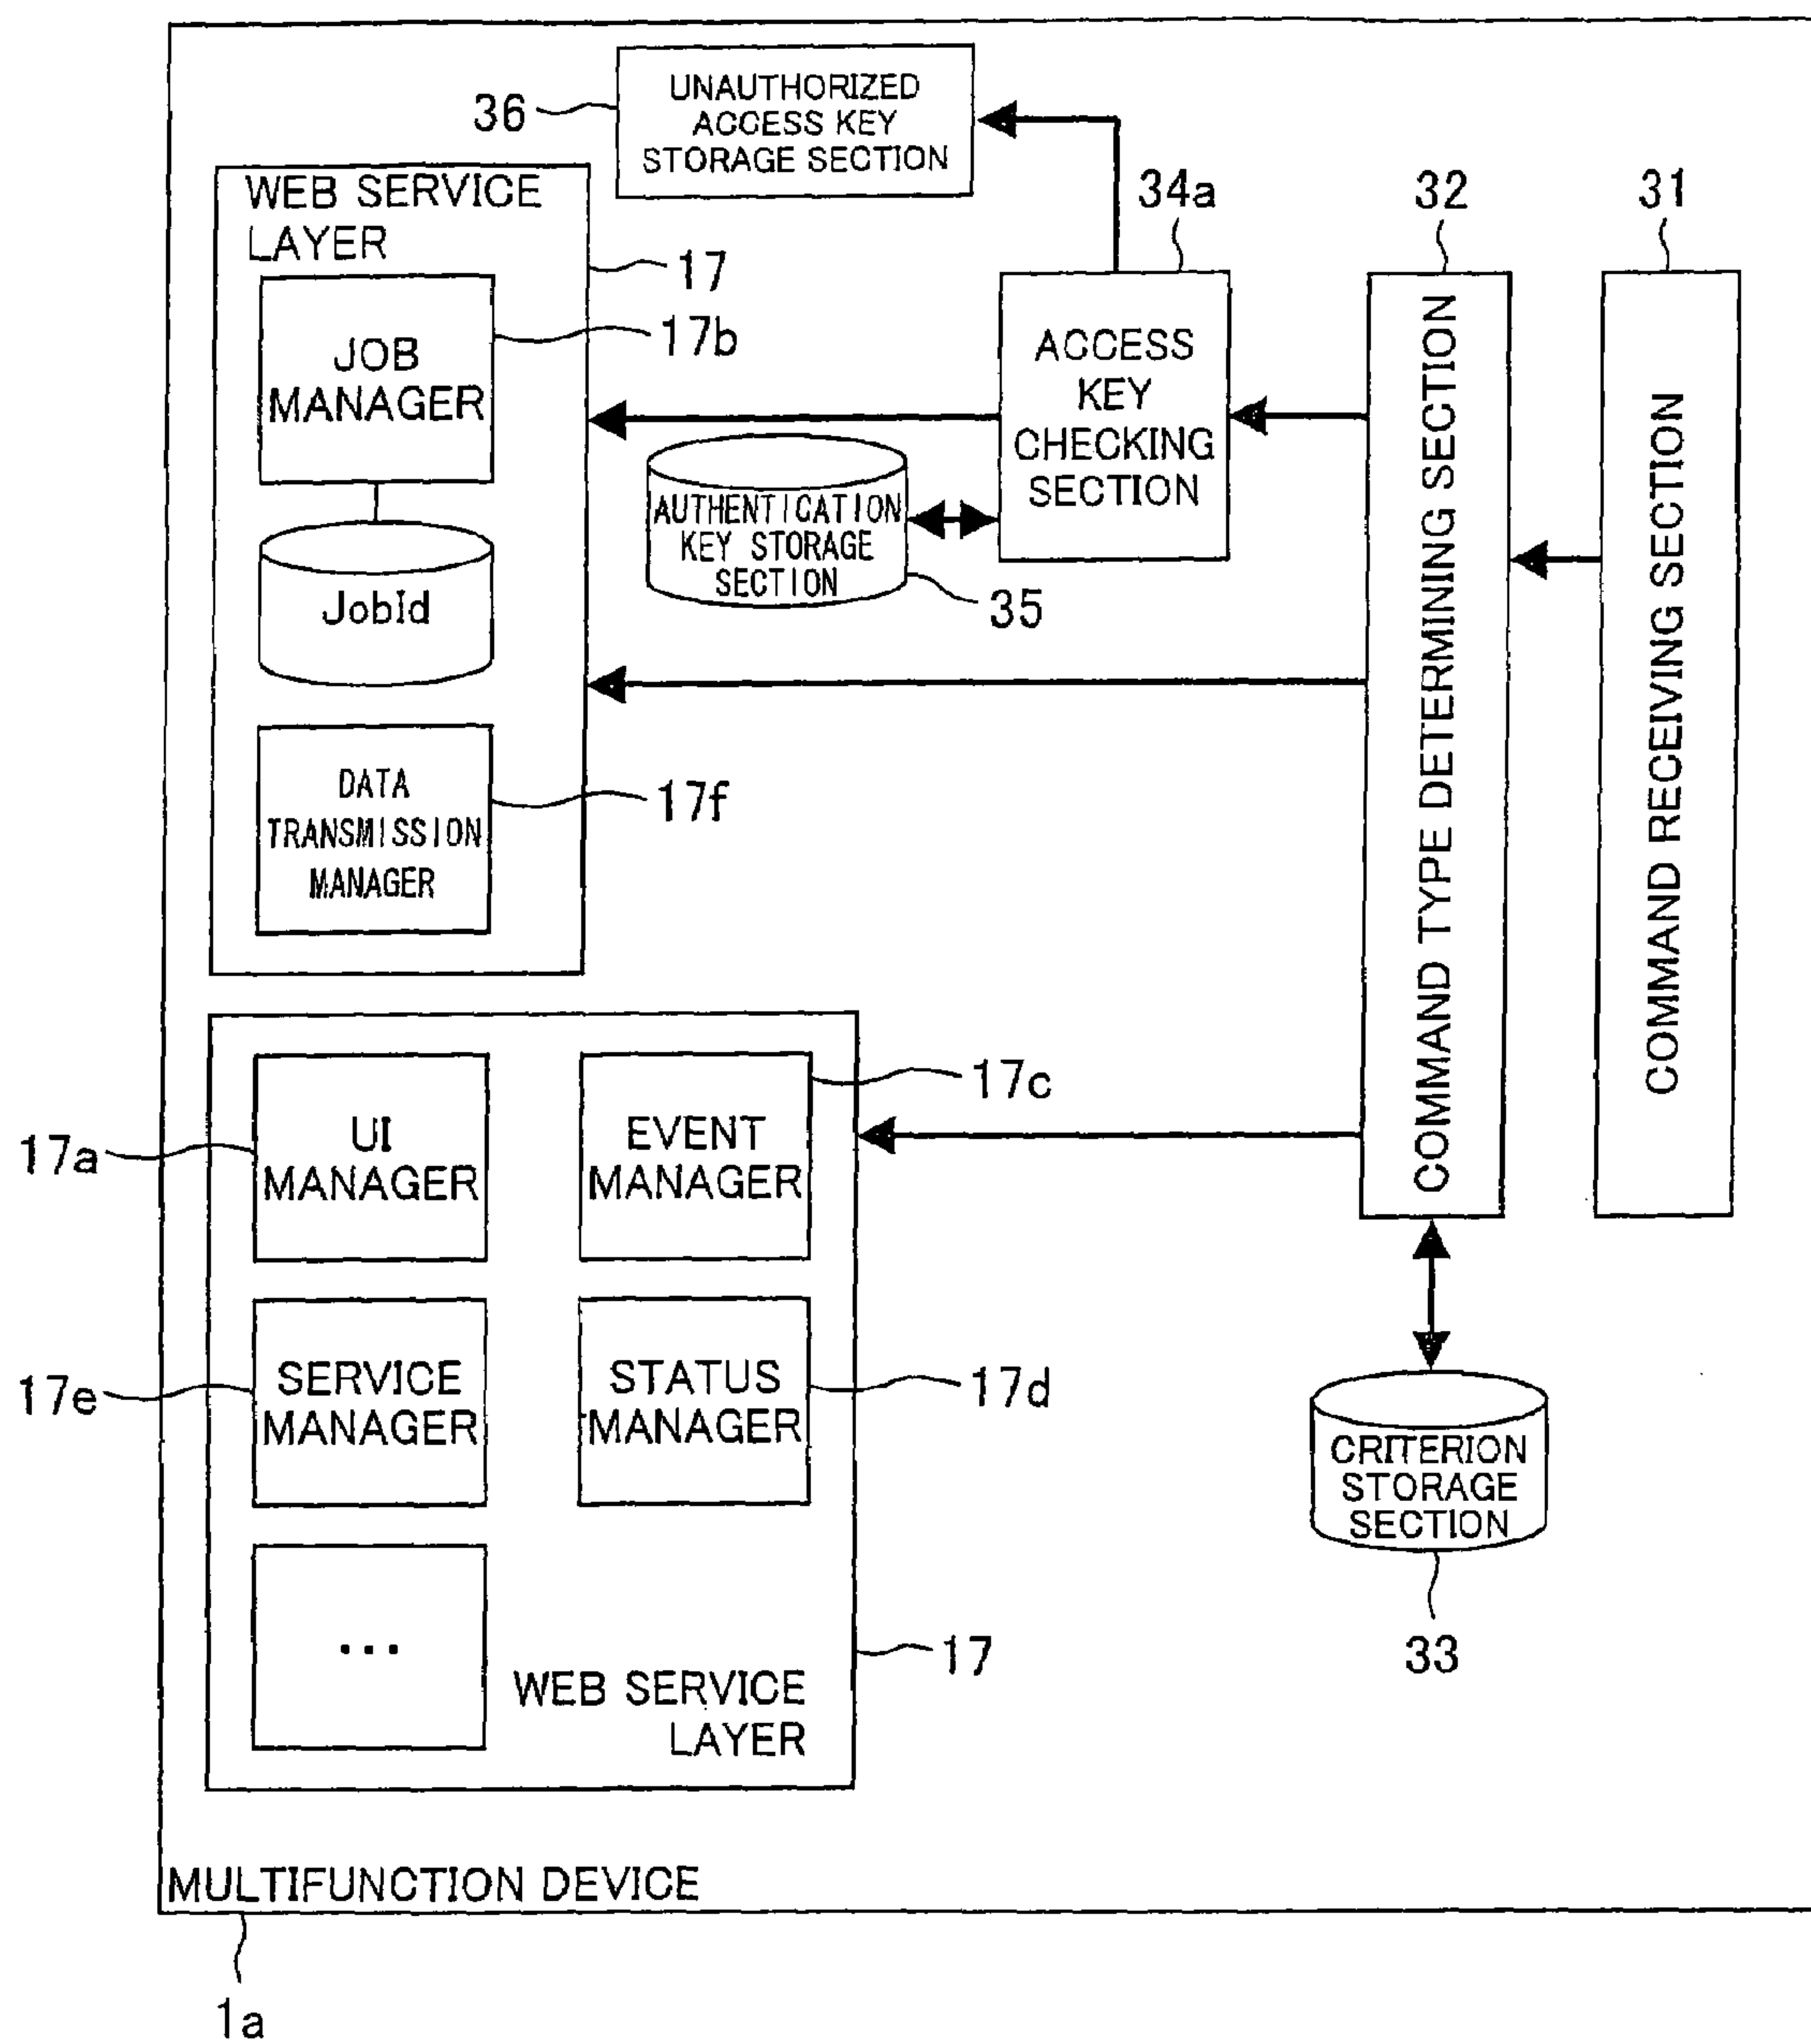 UNAUTHORIZED
ACCESS KEY
STORAGE SECTION
36
WEB SERVICE
LAYER
17
34a
32
31
JOB
MANAGER
17b
ACCESS
KEY
CHECKING
SECTION
COMMAND TYPE DETERMINING SECTION
COMMAND RECEIVING SECTION
AUTHENTICATION
KEY STORAGE
SECTION
35
JobId
DATA
TRANSMISSION
MANAGER
17f
UI
MANAGER
17a
EVENT
MANAGER
17c
SERVICE
MANAGER
17e
STATUS
MANAGER
17d
CRITERION
STORAGE
SECTION
33
...
17
WEB SERVICE
LAYER
MULTIFUNCTION DEVICE
1a